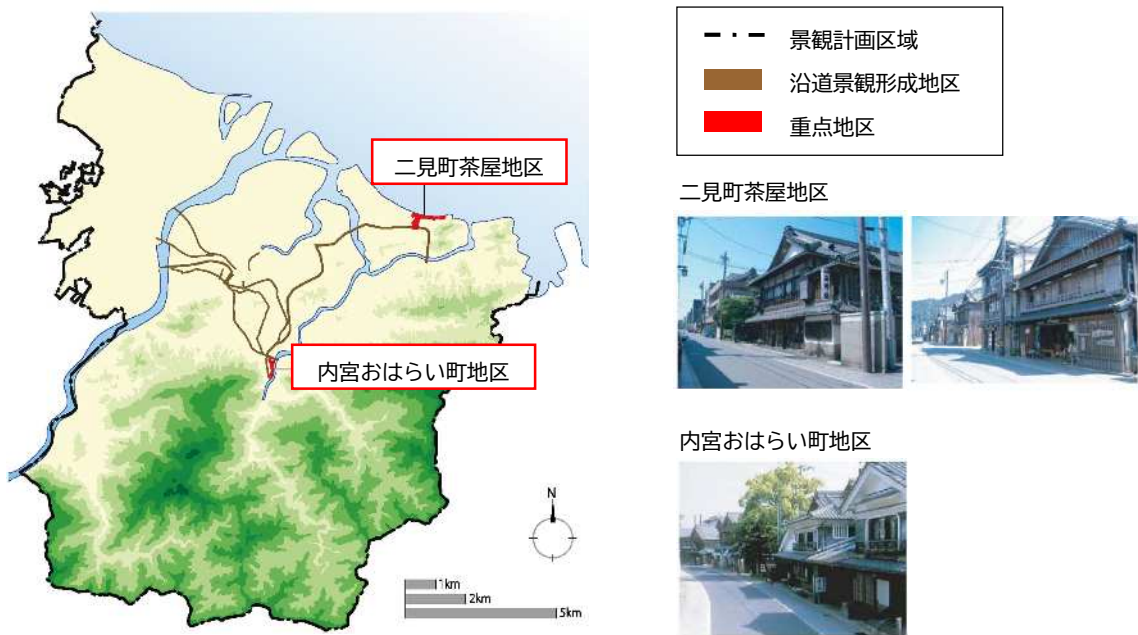 景観計画区域
沿道景観形成地区
重点地区
二見町茶屋地区
内宮おはらい町地区
N
1km
2km
5km
二見町茶屋地区
内宮おはらい町地区